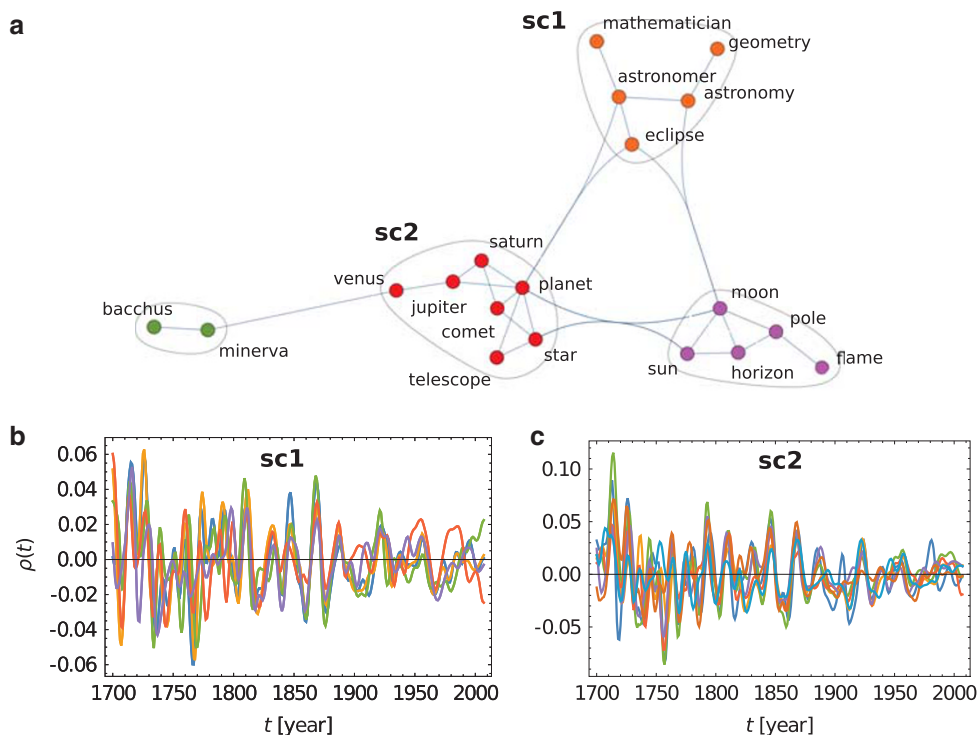 a
sc1
mathematician
geometry
astronomer
astronomy
eclipse
sc2
saturn
venus
planet
jupiter
moon
bacchus
comet
pole
minerva
star
sun
horizon
flame
telescope
b
sc1
0.06
0.04
0.02
0.00
-0.02
-0.04
-0.06
ρ(t)
1700 1750 1800 1850 1900 1950 2000
t [year]
c
sc2
0.10
0.05
0.00
-0.05
1700 1750 1800 1850 1900 1950 2000
t [year]